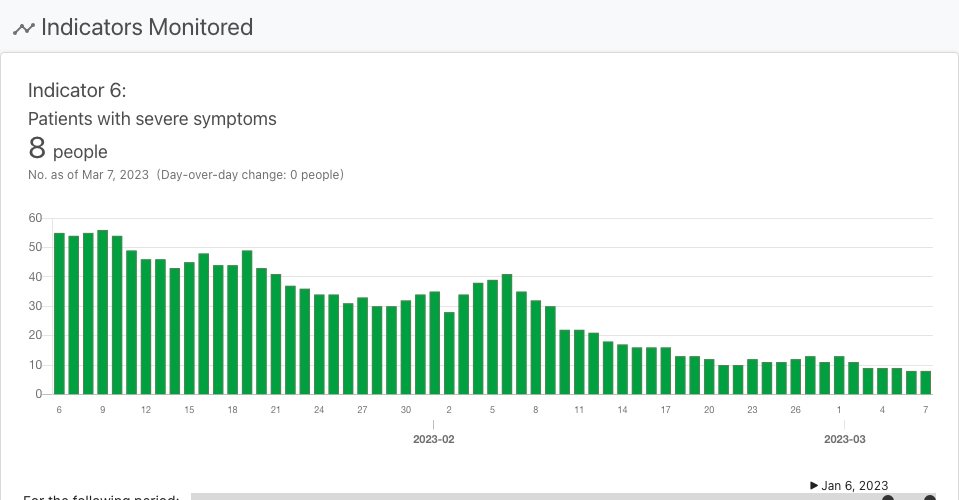 Indicators Monitored
Indicator 6:
Patients with severe symptoms
8 people
No. as of Mar 7, 2023 (Day-over-day change: 0 people)
60
50
40
30
20
10
0
6 9 12 15 18 21 24 27 30 2 5 8 11 14 17 20 23 26 1 4 7
2023-02 2023-03
Jan 6, 2023
For the following period: